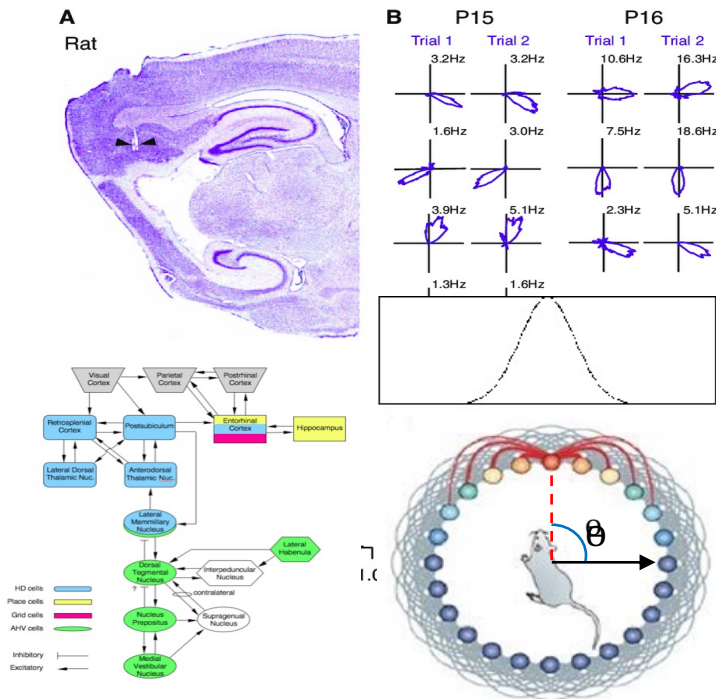 A
Rat
B
P15
P16
Trial 1
Trial 2
Trial 1
Trial 2
3.2Hz
3.2Hz
10.6Hz
16.3Hz
1.6Hz
3.0Hz
7.5Hz
18.6Hz
3.9Hz
5.1Hz
2.3Hz
5.1Hz
1.3Hz
1.6Hz
Visual
Cortex
Parietal
Cortex
Postrhinal
Cortex
Retrosplenial
Cortex
Postsubiculum
Entorhinal
Cortex
Hippocampus
Lateral Dorsal
Thalamic Nuc.
Anterodorsal
Thalamic Nuc.
Lateral
Mammillary
Nucleus
Lateral
Habenula
Dorsal
Tegmental
Nucleus
Interpeduncular
Nucleus
contralateral
?
Nucleus
Prepositus
Supragenual
Nucleus
Medial
Vestibular
Nucleus
HD cells
Place cells
Grid cells
AHV cells
Inhibitory
Excitatory
θ